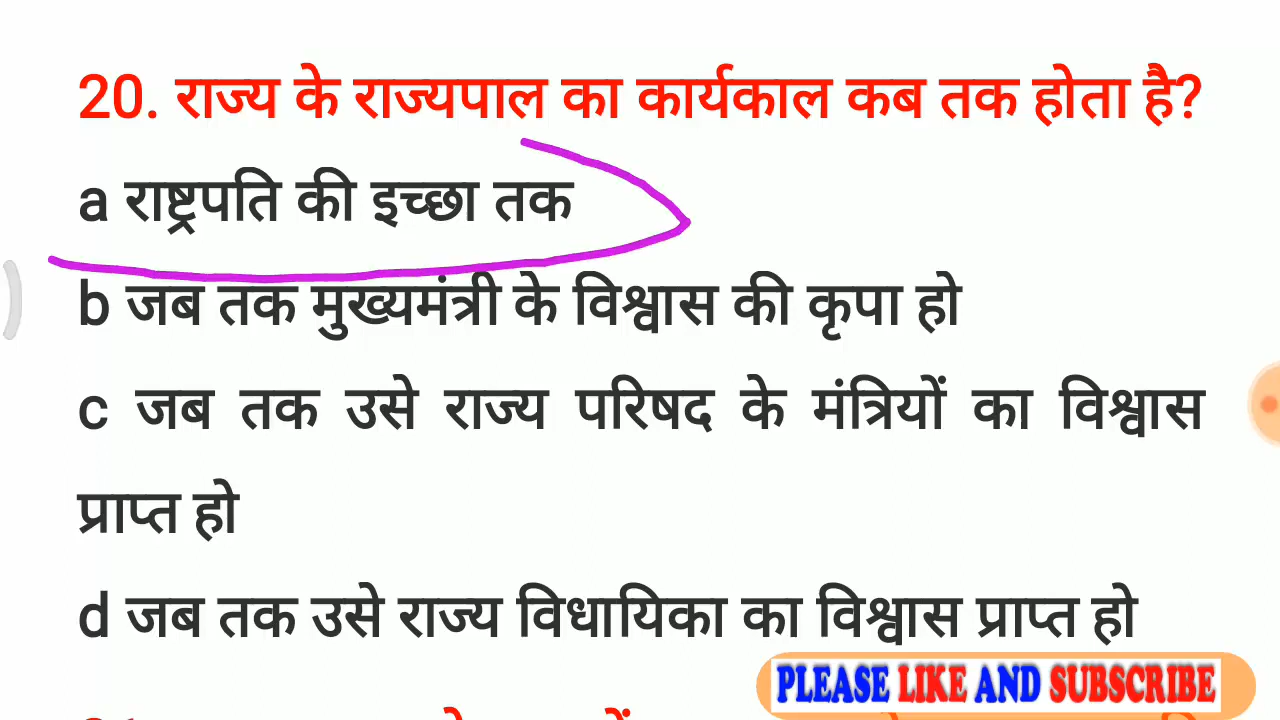 20. राज्य के राज्यपाल का कार्यकाल कब तक होता है?
a राष्ट्रपति की इच्छा तक
b जब तक मुख्यमंत्री के विश्वास की कृपा हो
c जब तक उसे राज्य परिषद के मंत्रियों का विश्वास
प्राप्त हो
d जब तक उसे राज्य विधायिका का विश्वास प्राप्त हो
PLEASE LIKE AND SUBSCRIBE